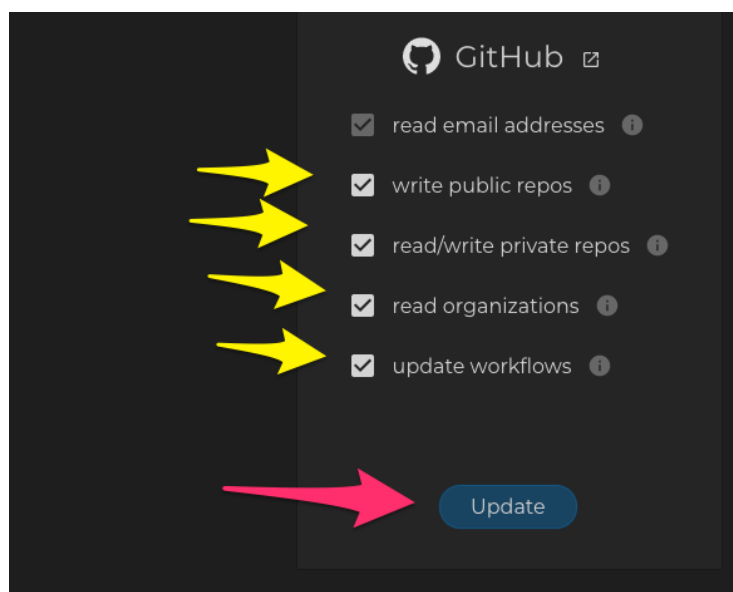 GitHub
read email addresses
write public repos
read/write private repos
read organizations
update workflows
Update